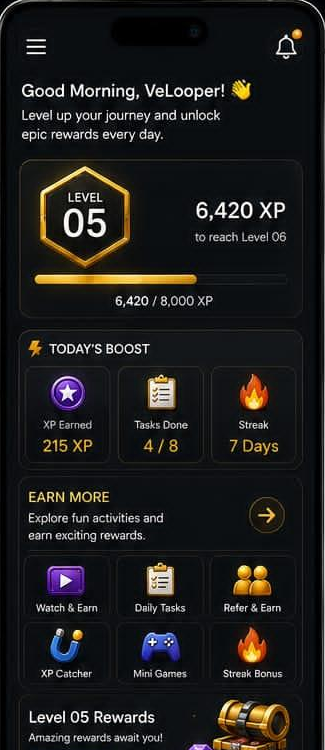 Good Morning, VeLooper! 👋
Level up your journey and unlock
epic rewards every day.
LEVEL
05
6,420 XP
to reach Level 06
6,420 / 8,000 XP
TODAY'S BOOST
XP Earned
215 XP
Tasks Done
4 / 8
Streak
7 Days
EARN MORE
Explore fun activities and
earn exciting rewards.
Watch & Earn
Daily Tasks
Refer & Earn
XP Catcher
Mini Games
Streak Bonus
Level 05 Rewards
Amazing rewards await you!